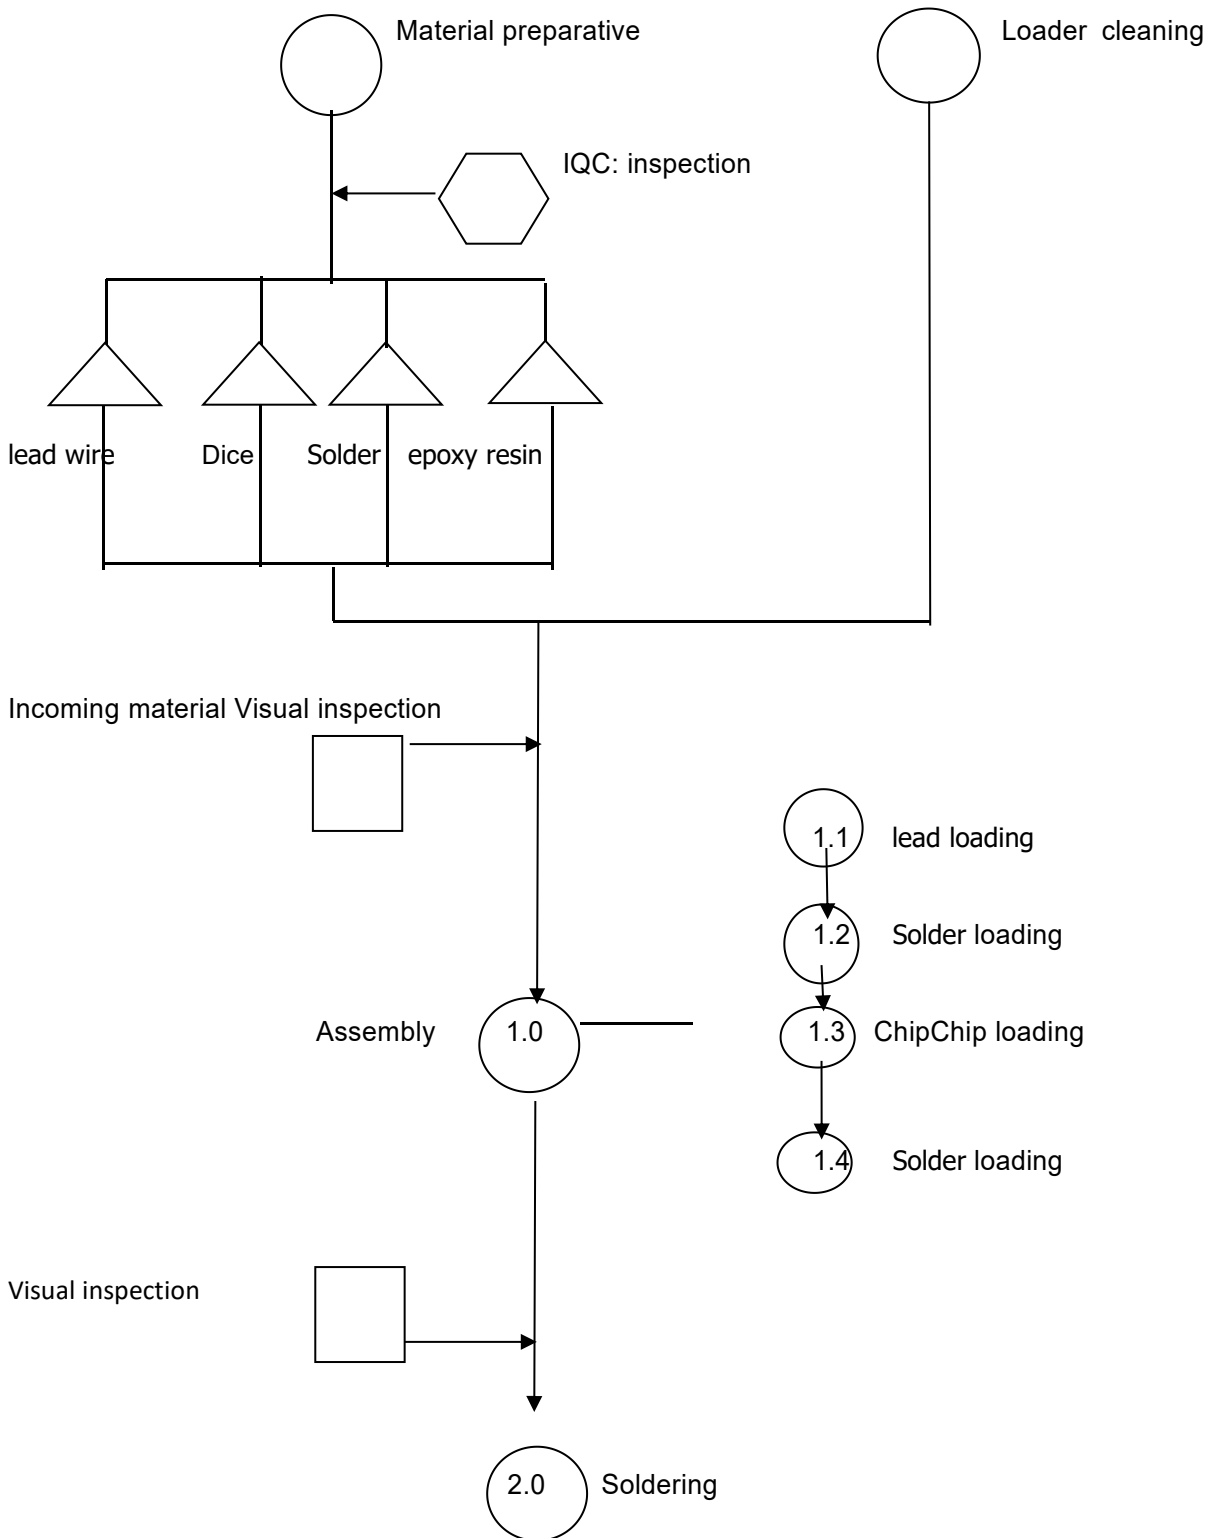 Material preparative
Loader cleaning
IQC: inspection
lead wire
Dice
Solder
epoxy resin
Incoming material Visual inspection
1.1 lead loading
1.2 Solder loading
Assembly 1.0
1.3 ChipChip loading
1.4 Solder loading
Visual inspection
2.0 Soldering